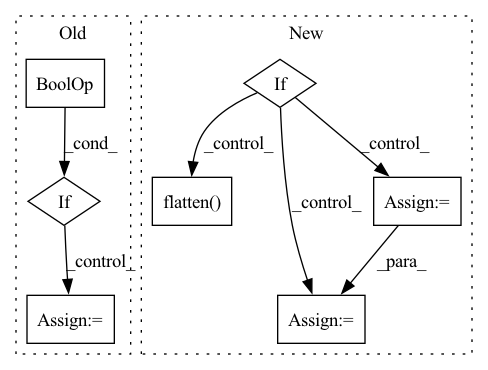 Old
New
BoolOp
If
_cond_
_control_
_control_
If
flatten()
_control_
Assign:=
_control_
_para_
Assign:=
Assign:=